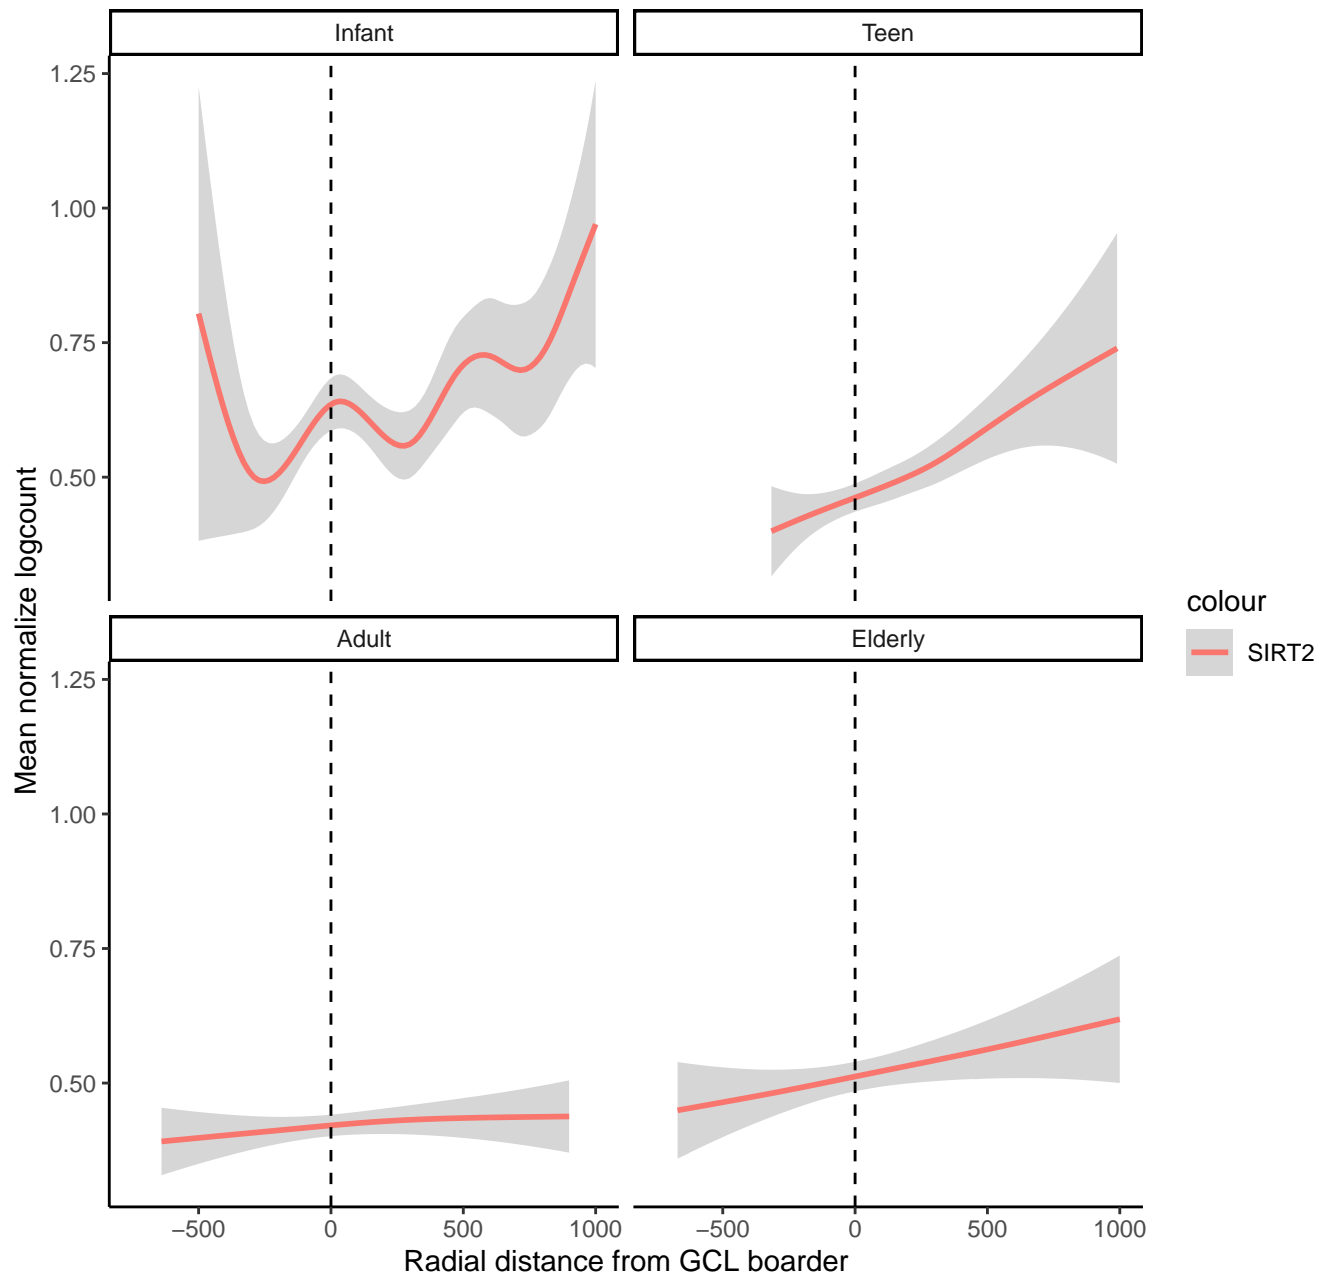 Infant
Teen
1.25
1.00
0.75
0.50
Mean normalize logcount
Adult
Elderly
1.25
1.00
0.75
0.50
−500
0
500
1000
−500
0
500
1000
Radial distance from GCL boarder
colour
SIRT2